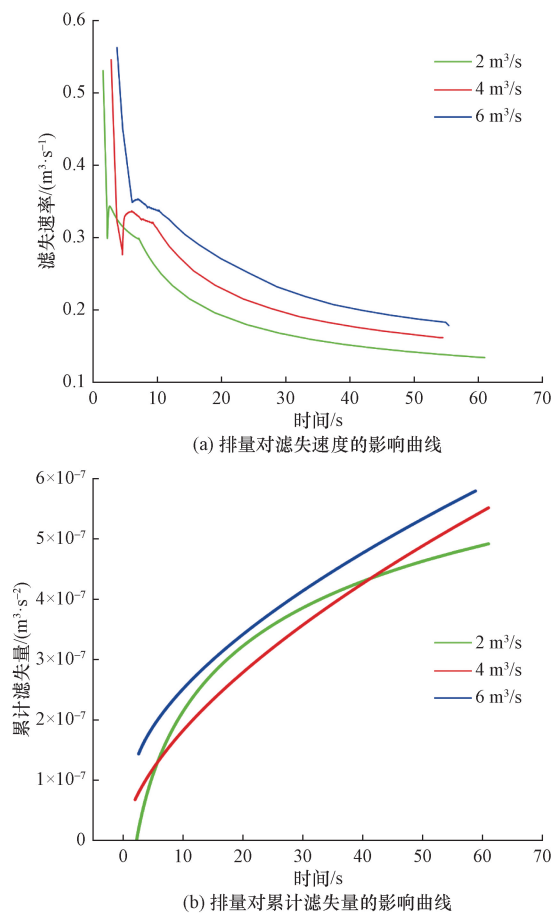 0.6
0.5
0.4
0.3
0.2
0.1
滤失速率/(m³·s⁻¹)
2 m³/s
4 m³/s
6 m³/s
0 10 20 30 40 50 60 70
时间/s
(a) 排量对滤失速度的影响曲线
6×10⁻⁷
5×10⁻⁷
4×10⁻⁷
3×10⁻⁷
2×10⁻⁷
1×10⁻⁷
0
累计滤失量/(m³·s⁻²)
2 m³/s
4 m³/s
6 m³/s
0 10 20 30 40 50 60 70
时间/s
(b) 排量对累计滤失量的影响曲线